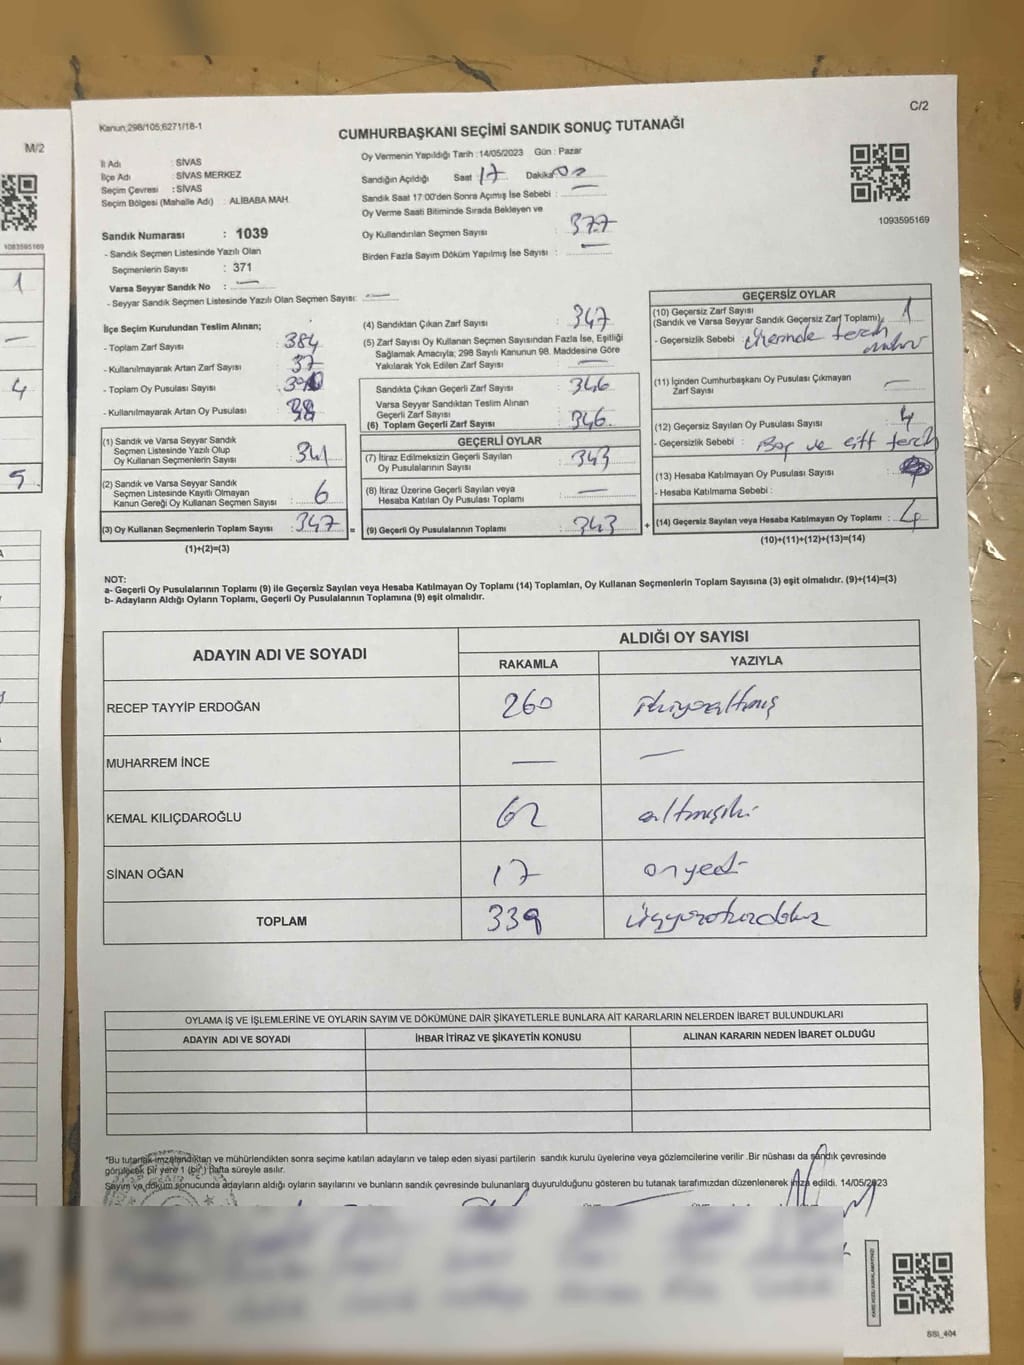 M/2
1083595169
1
4
5
Kanun;298/105;6271/18-1
C/2
CUMHURBAŞKANI SEÇİMİ SANDIK SONUÇ TUTANAĞI
İl Adı : SİVAS
İlçe Adı : SİVAS MERKEZ
Seçim Çevresi : SİVAS
Seçim Bölgesi (Mahalle Adı) : ALİBABA MAH.
Sandık Numarası : 1039
- Sandık Seçmen Listesinde Yazılı Olan
Seçmenlerin Sayısı : 371
Varsa Seyyar Sandık No : —
- Seyyar Sandık Seçmen Listesinde Yazılı Olan Seçmen Sayısı: —
Oy Vermenin Yapıldığı Tarih : 14/05/2023 Gün : Pazar
Sandığın Açıldığı Saat 17 Dakika 00
Sandık Saat 17:00'den Sonra Açımış İse Sebebi : —
Oy Verme Saati Bitiminde Sırada Bekleyen ve
Oy Kullandırılan Seçmen Sayısı : 377
Birden Fazla Sayım Döküm Yapılmış İse Sayısı : —
1093595169
İlçe Seçim Kurulundan Teslim Alınan;
- Toplam Zarf Sayısı : 384
- Kullanılmayarak Artan Zarf Sayısı : 37
- Toplam Oy Pusulası Sayısı :
- Kullanılmayarak Artan Oy Pusulası : 38
(1) Sandık ve Varsa Seyyar Sandık
Seçmen Listesinde Yazılı Olup
Oy Kullanan Seçmenlerin Sayısı : 341
(2) Sandık ve Varsa Seyyar Sandık
Seçmen Listesinde Kayıtlı Olmayan
Kanun Gereği Oy Kullanan Seçmen Sayısı : 6
(3) Oy Kullanan Seçmenlerin Toplam Sayısı : 347 =
(1)+(2)=(3)
(4) Sandıktan Çıkan Zarf Sayısı : 347
(5) Zarf Sayısı Oy Kullanan Seçmen Sayısından Fazla İse, Eşitliği
Sağlamak Amacıyla; 298 Sayılı Kanunun 98. Maddesine Göre
Yakılarak Yok Edilen Zarf Sayısı : —
Sandıkta Çıkan Geçerli Zarf Sayısı : 346
Varsa Seyyar Sandıktan Teslim Alınan
Geçerli Zarf Sayısı
(6) Toplam Geçerli Zarf Sayısı : 346
GEÇERLİ OYLAR
(7) İtiraz Edilmeksizin Geçerli Sayılan
Oy Pusulalarının Sayısı : 343
(8) İtiraz Üzerine Geçerli Sayılan veya
Hesaba Katılan Oy Pusulası Toplamı : —
(9) Geçerli Oy Pusulalarının Toplamı : 343 +
GEÇERSİZ OYLAR
(10) Geçersiz Zarf Sayısı
(Sandık ve Varsa Seyyar Sandık Geçersiz Zarf Toplamı) : 1
- Geçersizlik Sebebi : üzerinde tercih mührü
(11) İçinden Cumhurbaşkanı Oy Pusulası Çıkmayan
Zarf Sayısı : —
(12) Geçersiz Sayılan Oy Pusulası Sayısı : 4
- Geçersizlik Sebebi : Boş ve çift tercih
(13) Hesaba Katılmayan Oy Pusulası Sayısı :
- Hesaba Katılmama Sebebi :
(14) Geçersiz Sayılan veya Hesaba Katılmayan Oy Toplamı : 4
(10)+(11)+(12)+(13)=(14)
NOT:
a- Geçerli Oy Pusulalarının Toplamı (9) ile Geçersiz Sayılan veya Hesaba Katılmayan Oy Toplamı (14) Toplamları, Oy Kullanan Seçmenlerin Toplam Sayısına (3) eşit olmalıdır. (9)+(14)=(3)
b- Adayların Aldığı Oyların Toplamı, Geçerli Oy Pusulalarının Toplamına (9) eşit olmalıdır.
ADAYIN ADI VE SOYADI
ALDIĞI OY SAYISI
RAKAMLA YAZIYLA
RECEP TAYYİP ERDOĞAN 260 ikiyüzaltmış
MUHARREM İNCE — —
KEMAL KILIÇDAROĞLU 62 altmışiki
SİNAN OĞAN 17 onyedi
TOPLAM 339 üçyüzotuzdokuz
OYLAMA İŞ VE İŞLEMLERİNE VE OYLARIN SAYIM VE DÖKÜMÜNE DAİR ŞİKAYETLERLE BUNLARA AİT KARARLARIN NELERDEN İBARET BULUNDUKLARI
ADAYIN ADI VE SOYADI İHBAR İTİRAZ VE ŞİKAYETİN KONUSU ALINAN KARARIN NEDEN İBARET OLDUĞU
*Bu tutanak imzalandıktan ve mühürlendikten sonra seçime katılan adayların ve talep eden siyasi partilerin sandık kurulu üyelerine veya gözlemcilerine verilir .Bir nüshası da sandık çevresinde
görülecek bir yere 1 (bir ) hafta süreyle asılır.
Sayım ve döküm sonucunda adayların aldığı oyların sayılarını ve bunların sandık çevresinde bulunanlara duyurulduğunu gösteren bu tutanak tarafımızdan düzenlenerek imza edildi. 14/05/2023
SSI_404